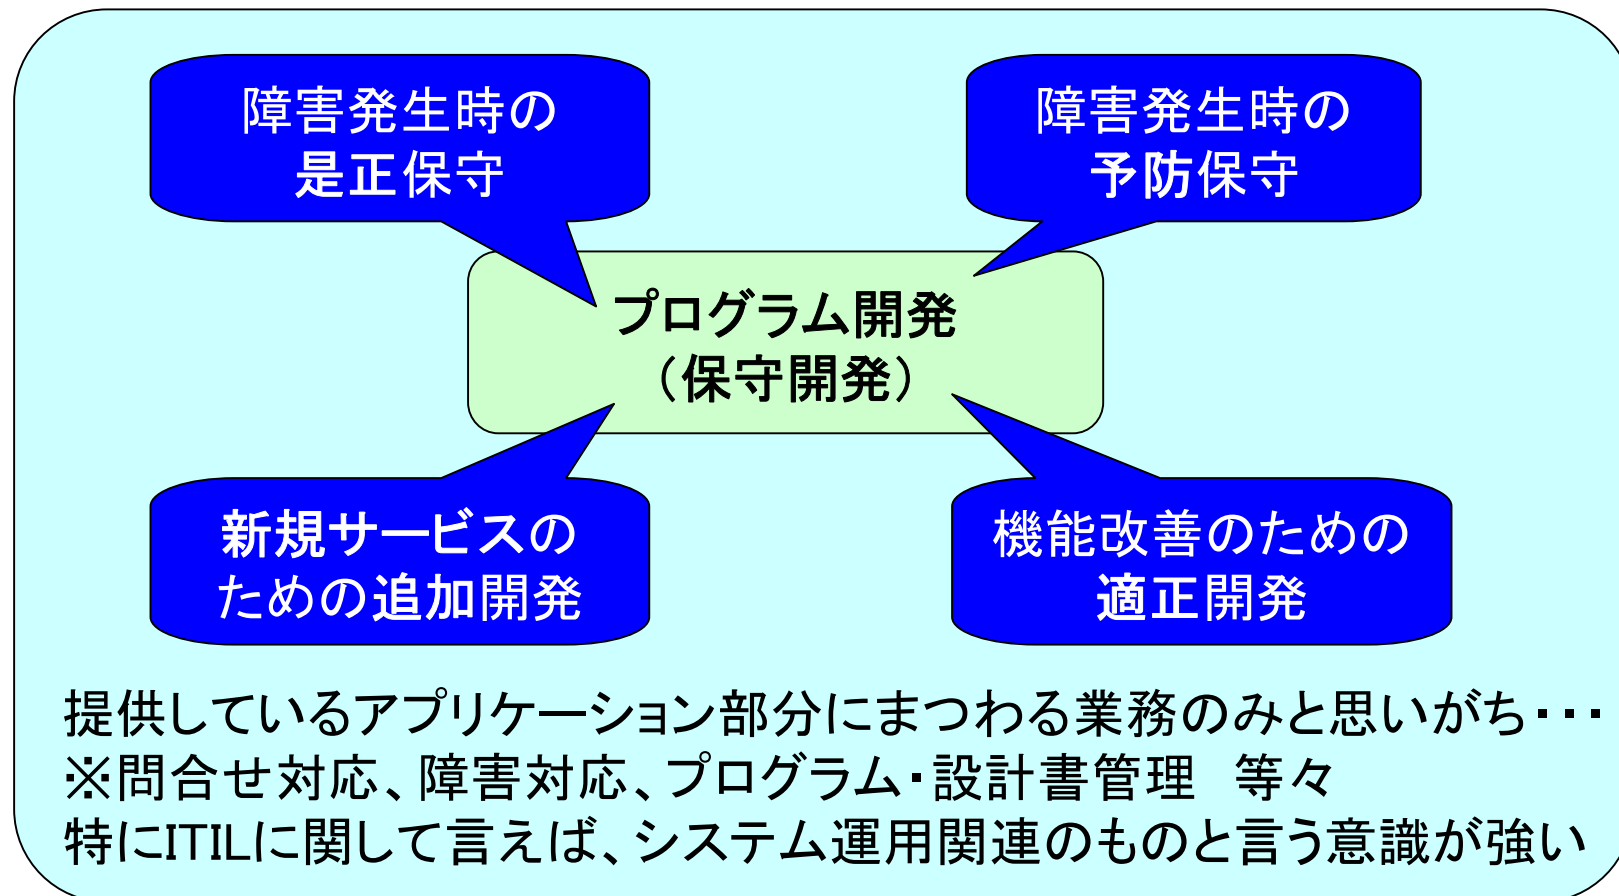 障害発生時の
是正保守
障害発生時の
予防保守
プログラム開発
（保守開発）
新規サービスの
ための追加開発
機能改善のための
適正開発
提供しているアプリケーション部分にまつわる業務のみと思いがち・・・
※問合せ対応、障害対応、プログラム・設計書管理　等々
特にITILに関して言えば、システム運用関連のものと言う意識が強い